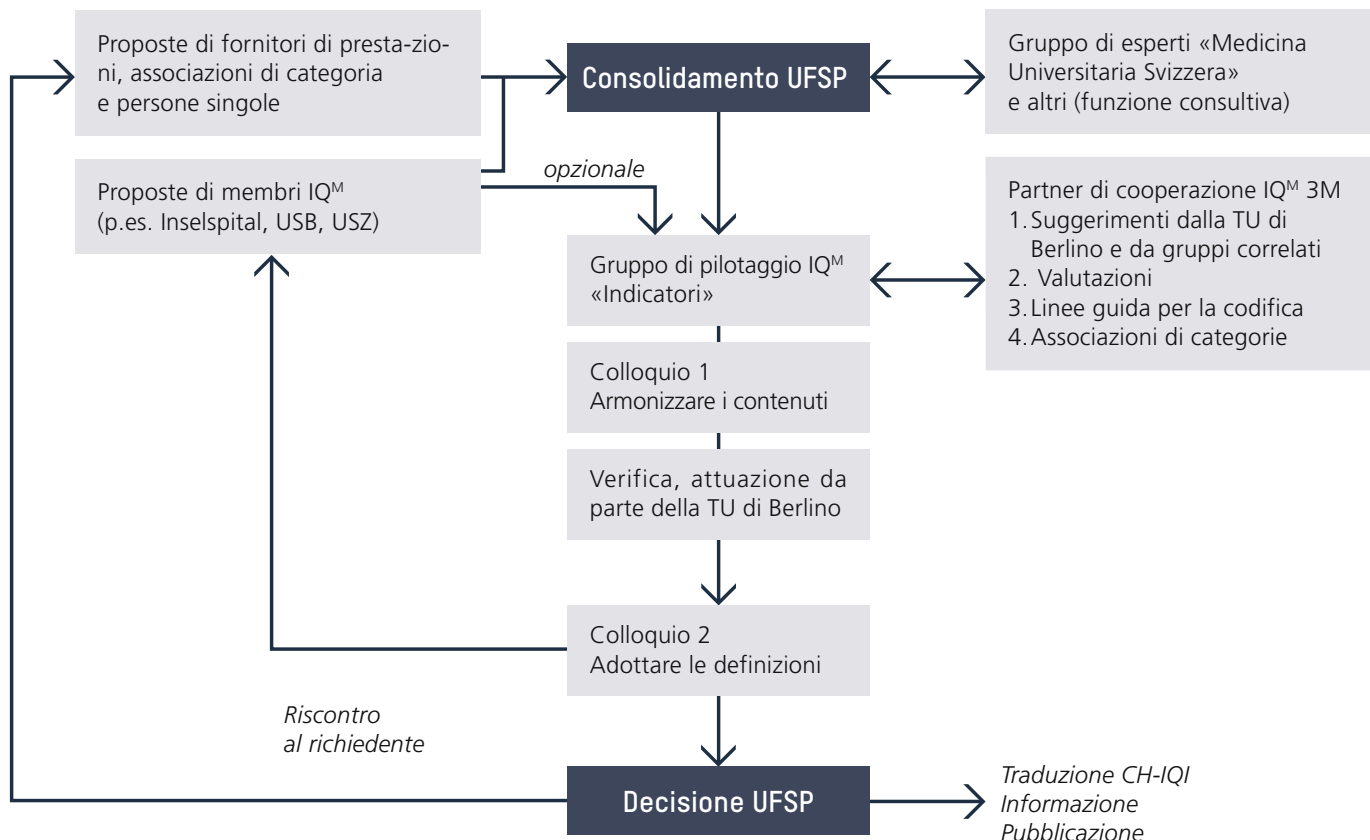 Proposte di fornitori di presta-zio-
ni, associazioni di categoria
e persone singole
Consolidamento UFSP
Gruppo di esperti «Medicina
Universitaria Svizzera»
e altri (funzione consultiva)
Proposte di membri IQᴹ
(p.es. Inselspital, USB, USZ)
opzionale
Partner di cooperazione IQᴹ 3M
1. Suggerimenti dalla TU di
Berlino e da gruppi correlati
2. Valutazioni
3. Linee guida per la codifica
4. Associazioni di categorie
Gruppo di pilotaggio IQᴹ
«Indicatori»
Colloquio 1
Armonizzare i contenuti
Verifica, attuazione da
parte della TU di Berlino
Colloquio 2
Adottare le definizioni
Riscontro
al richiedente
Decisione UFSP
Traduzione CH-IQI
Informazione
Pubblicazione